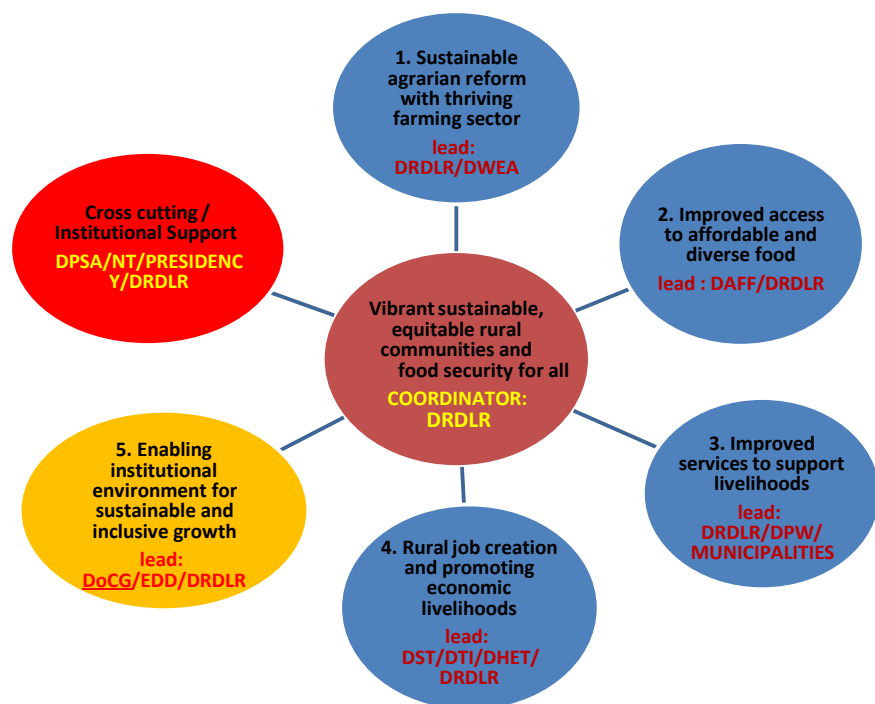 1. Sustainable
agrarian reform
with thriving
farming sector
lead:
DRDLR/DWEA
2. Improved access
to affordable and
diverse food
lead : DAFF/DRDLR
3. Improved
services to support
livelihoods
lead:
DRDLR/DPW/
MUNICIPALITIES
4. Rural job creation
and promoting
economic
livelihoods
lead:
DST/DTI/DHET/
DRDLR
5. Enabling
institutional
environment for
sustainable and
inclusive growth
lead:
DoCG/EDD/DRDLR
Cross cutting /
Institutional Support
DPSA/NT/PRESIDENC
Y/DRDLR
Vibrant sustainable,
equitable rural
communities and
food security for all
COORDINATOR:
DRDLR